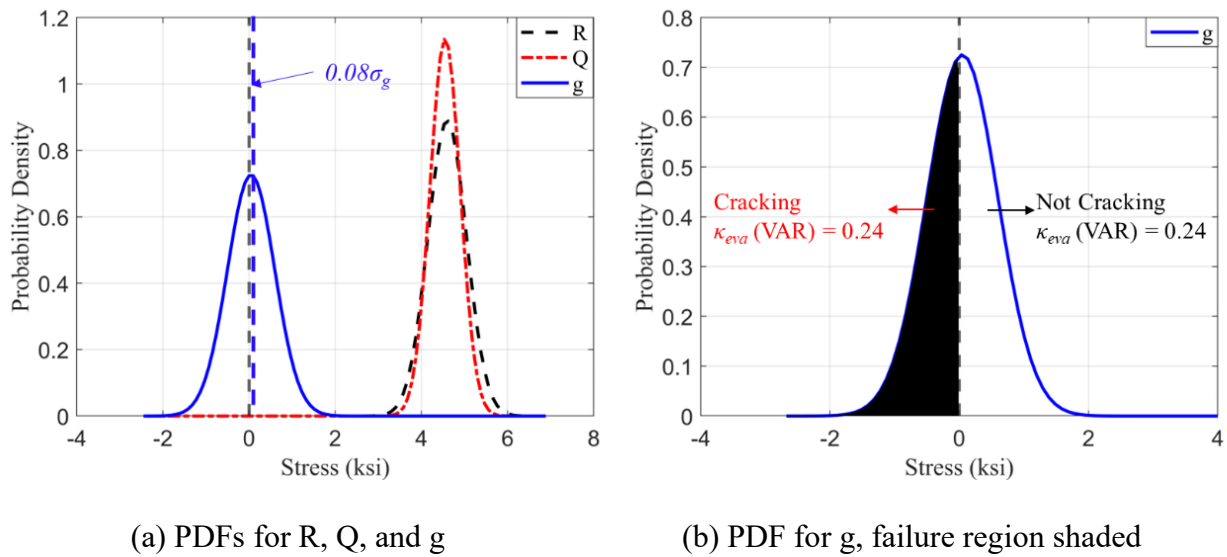 1.2
1
0.8
0.6
0.4
0.2
0
-4
-2
0
2
4
6
8
Probability Density
Stress (ksi)
0.08σg
R
Q
g
(a) PDFs for R, Q, and g
0.8
0.7
0.6
0.5
0.4
0.3
0.2
0.1
0
-4
-2
0
2
4
Probability Density
Stress (ksi)
g
Cracking
κeva (VAR) = 0.24
Not Cracking
κeva (VAR) = 0.24
(b) PDF for g, failure region shaded